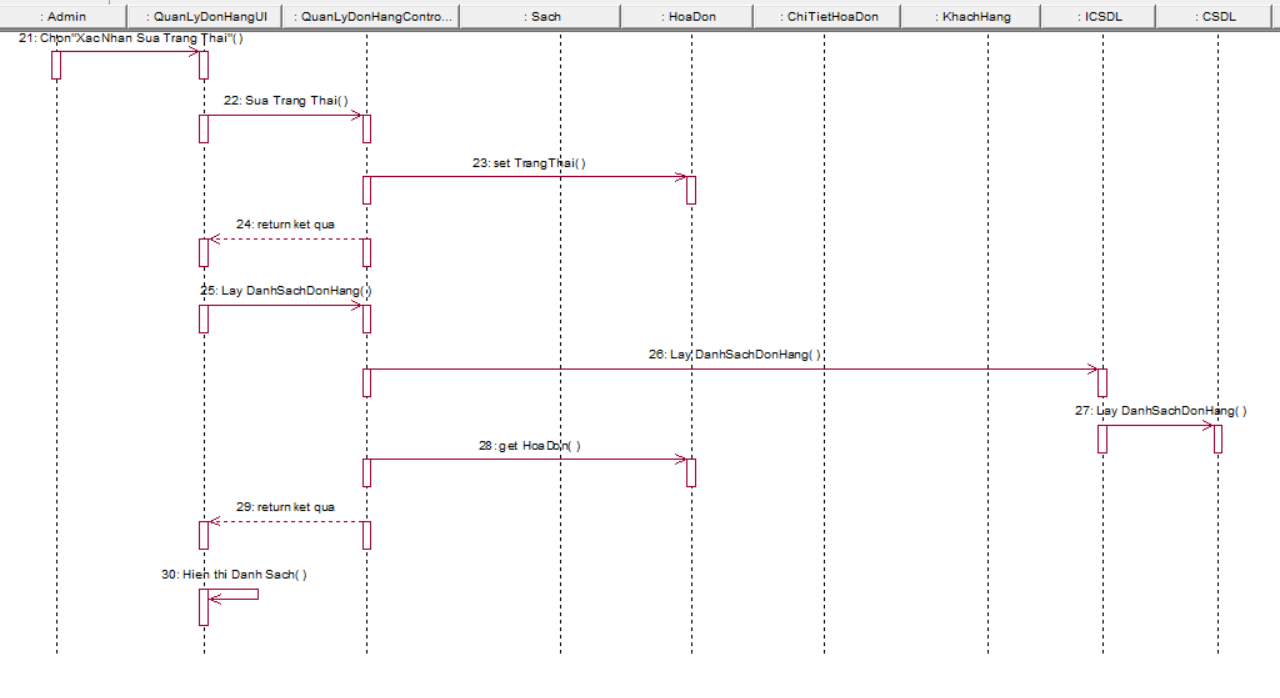 : Admin
: QuanLyDonHangUI
: QuanLyDonHangContro...
: Sach
: HoaDon
: ChiTietHoaDon
: KhachHang
: ICSDL
: CSDL
21: Chọn"XacNhan Sua Trang Thai"( )
22: Sua Trang Thai( )
23: set TrangThai( )
24: return ket qua
25: Lay DanhSachDonHang( )
26: Lay DanhSachDonHang( )
27: Lay DanhSachDonHang( )
28: get HoaDon( )
29: return ket qua
30: Hien thi Danh Sach( )